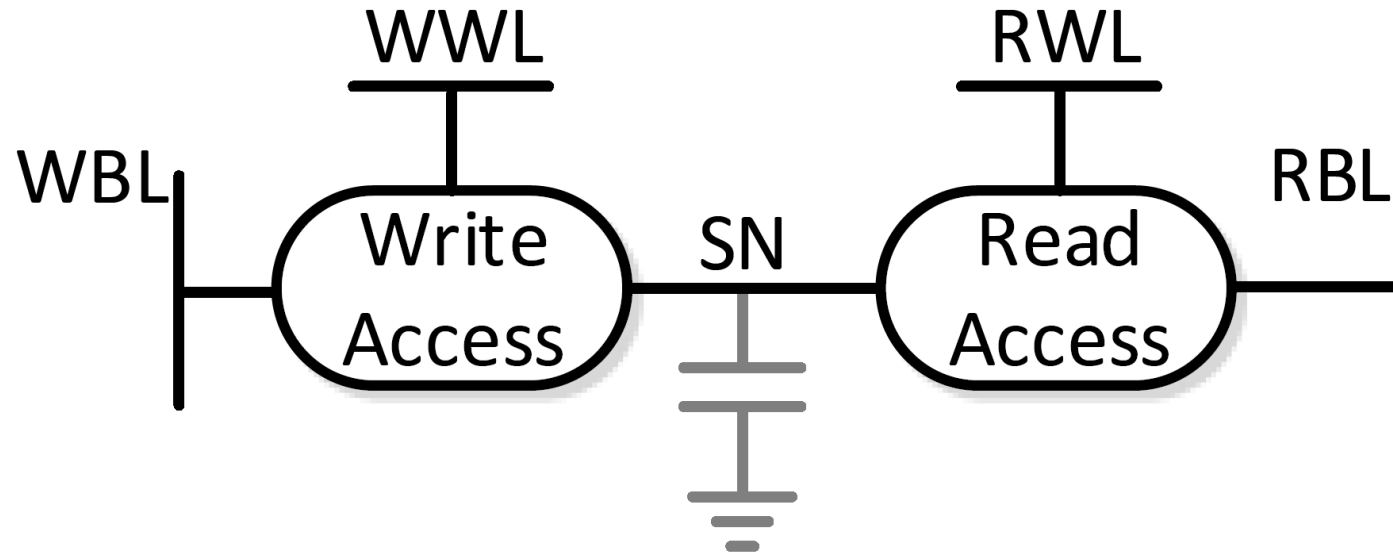 WWL
RWL
WBL
RBL
Write
Access
SN
Read
Access